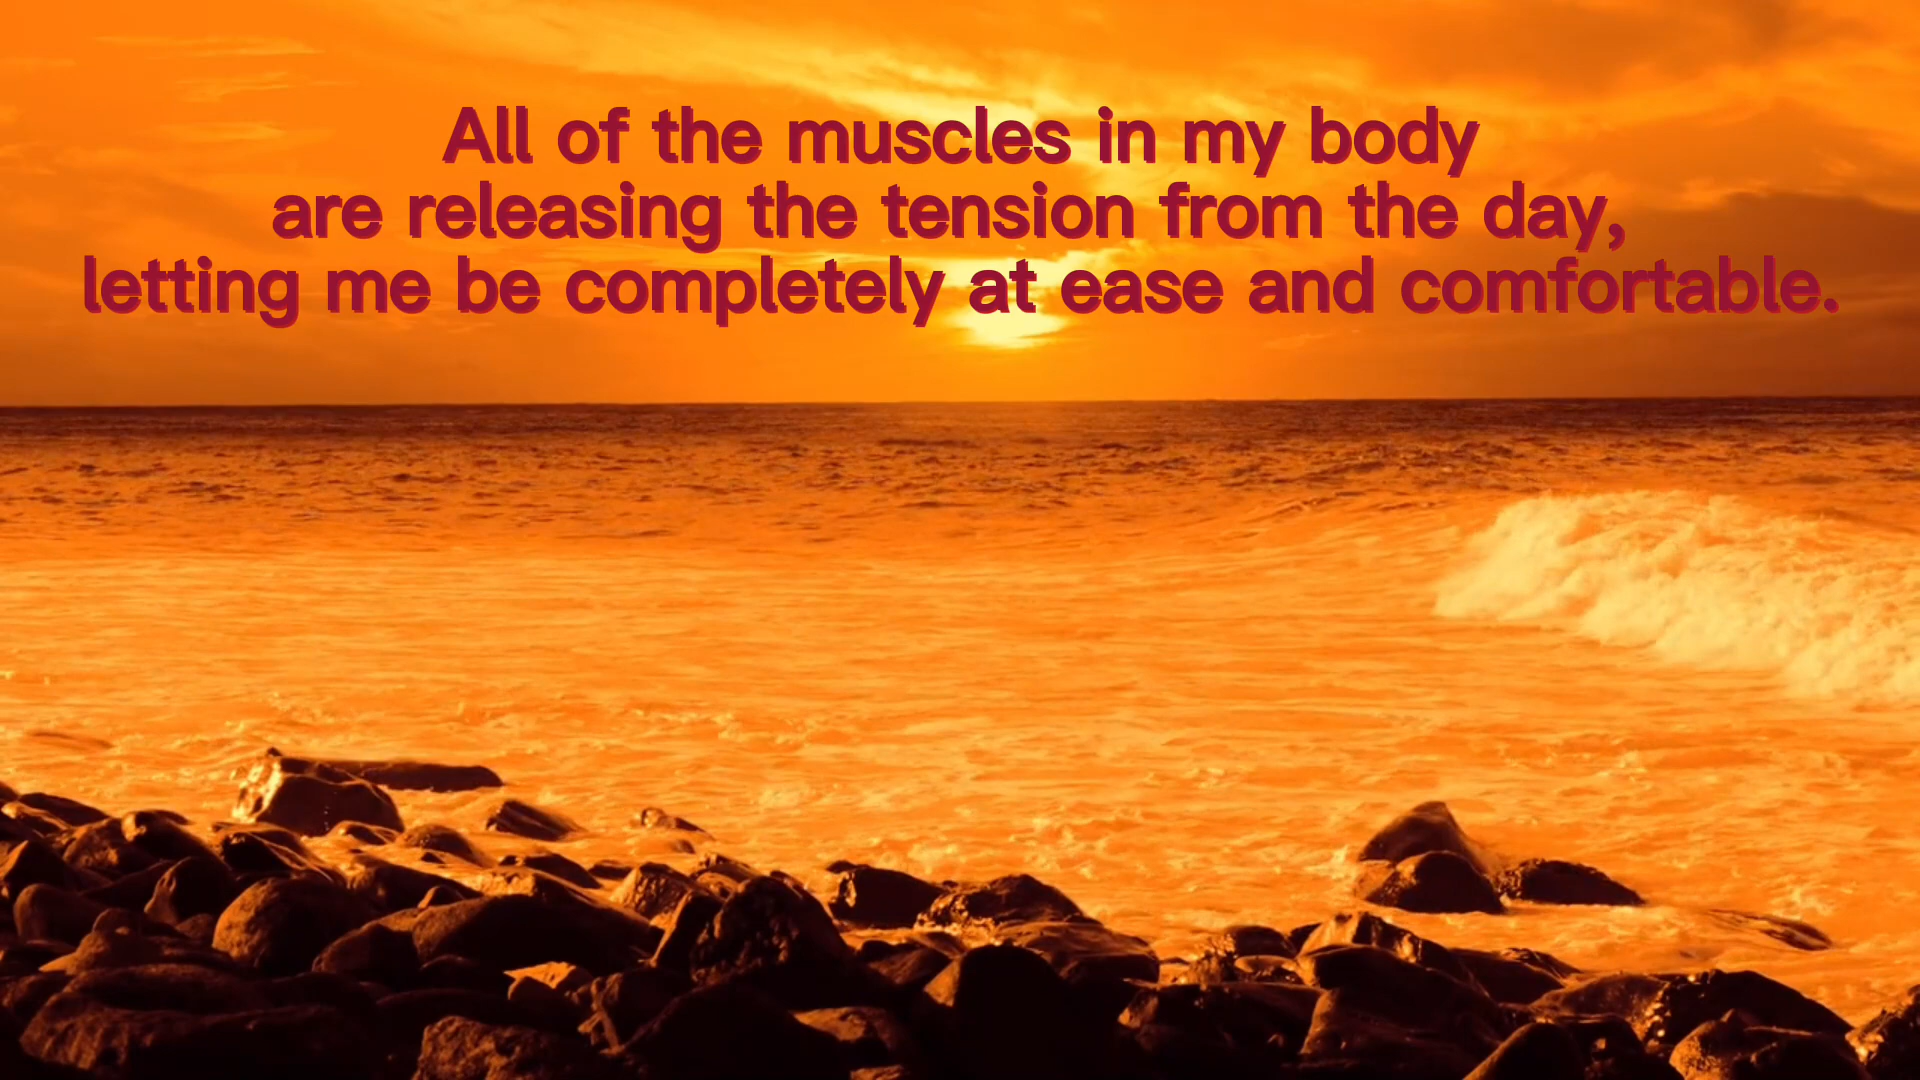 All of the muscles in my body
are releasing the tension from the day,
letting me be completely at ease and comfortable.